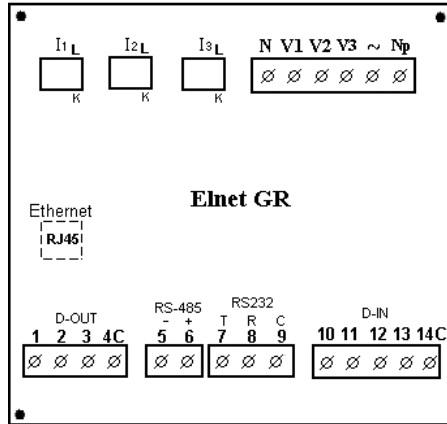 I1 L I2 L I3 L N V1 V2 V3 ~ Np
K K K
Elnet GR
Ethernet
RJ45
D-OUT RS-485 RS232 D-IN
- + T R C
1 2 3 4C 5 6 7 8 9 10 11 12 13 14C